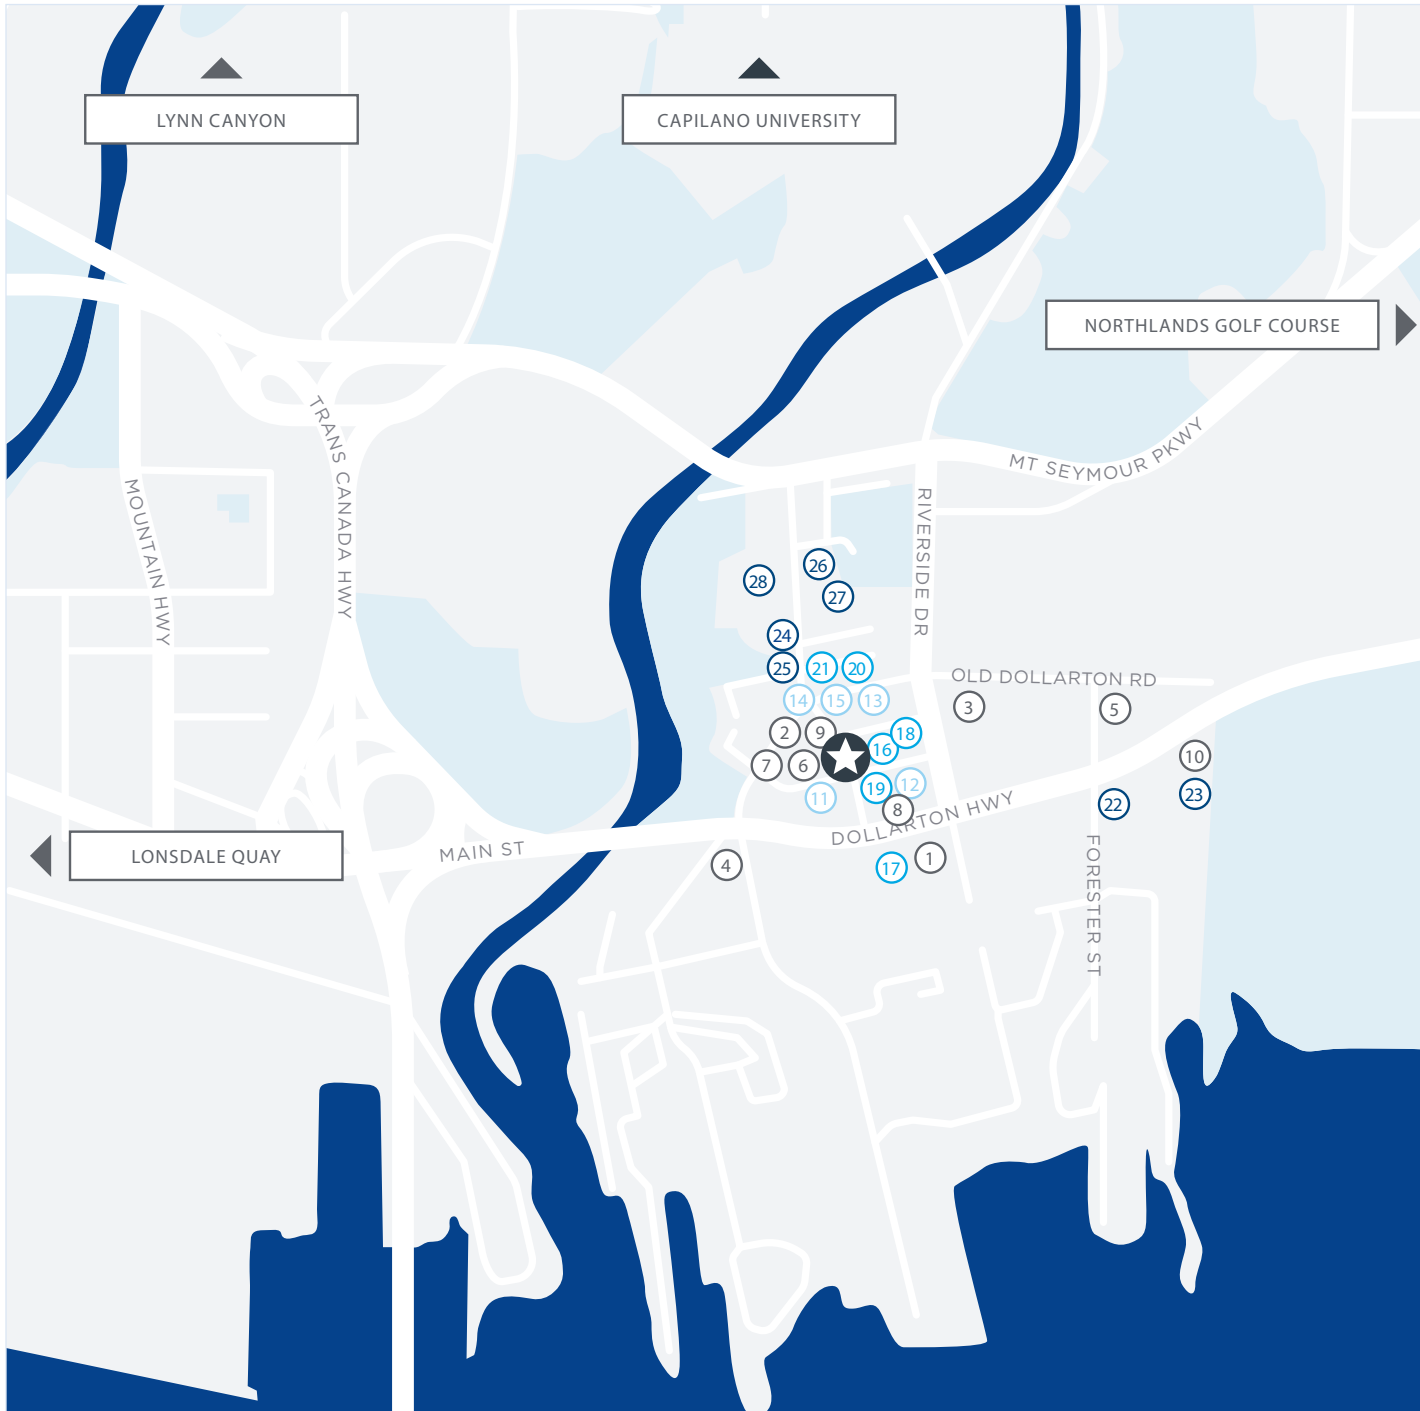 LYNN CANYON
CAPILANO UNIVERSITY
NORTHLANDS GOLF COURSE
TRANS CANADA HWY
MT SEYMOUR PKWY
MOUNTAIN HWY
RIVERSIDE DR
26
28
27
24
25
21
20
OLD DOLLARTON RD
14
15
13
3
5
2
9
18
16
10
7
6
19
12
11
23
22
8
DOLLARTON HWY
MAIN ST
LONSDALE QUAY
4
17
1
FORESTER ST